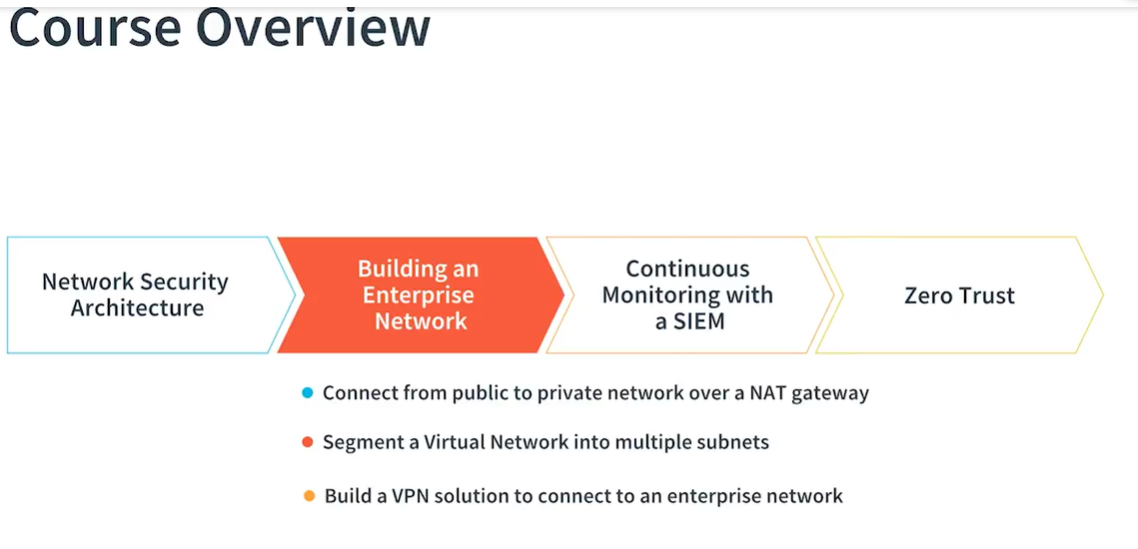 Course Overview
Network Security
Architecture
Building an
Enterprise
Network
Continuous
Monitoring with
a SIEM
Zero Trust
Connect from public to private network over a NAT gateway
Segment a Virtual Network into multiple subnets
Build a VPN solution to connect to an enterprise network